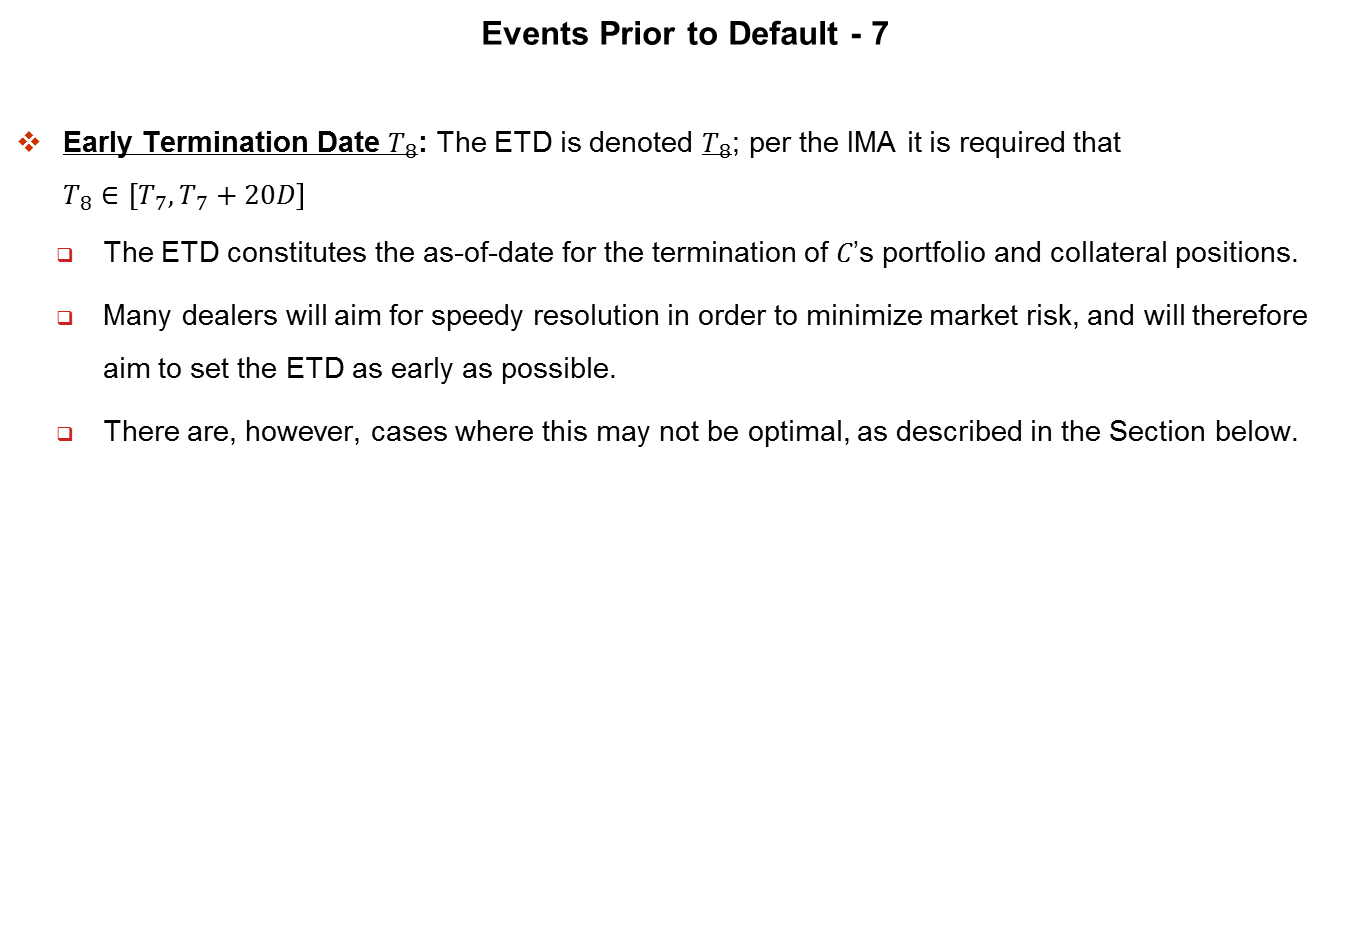 Events Prior to Default - 7
❖ Early Termination Date 𝑇₈: The ETD is denoted 𝑇₈; per the IMA it is required that
𝑇₈ ∈ [𝑇₇, 𝑇₇ + 20𝐷]
❑ The ETD constitutes the as-of-date for the termination of 𝐶’s portfolio and collateral positions.
❑ Many dealers will aim for speedy resolution in order to minimize market risk, and will therefore
aim to set the ETD as early as possible.
❑ There are, however, cases where this may not be optimal, as described in the Section below.